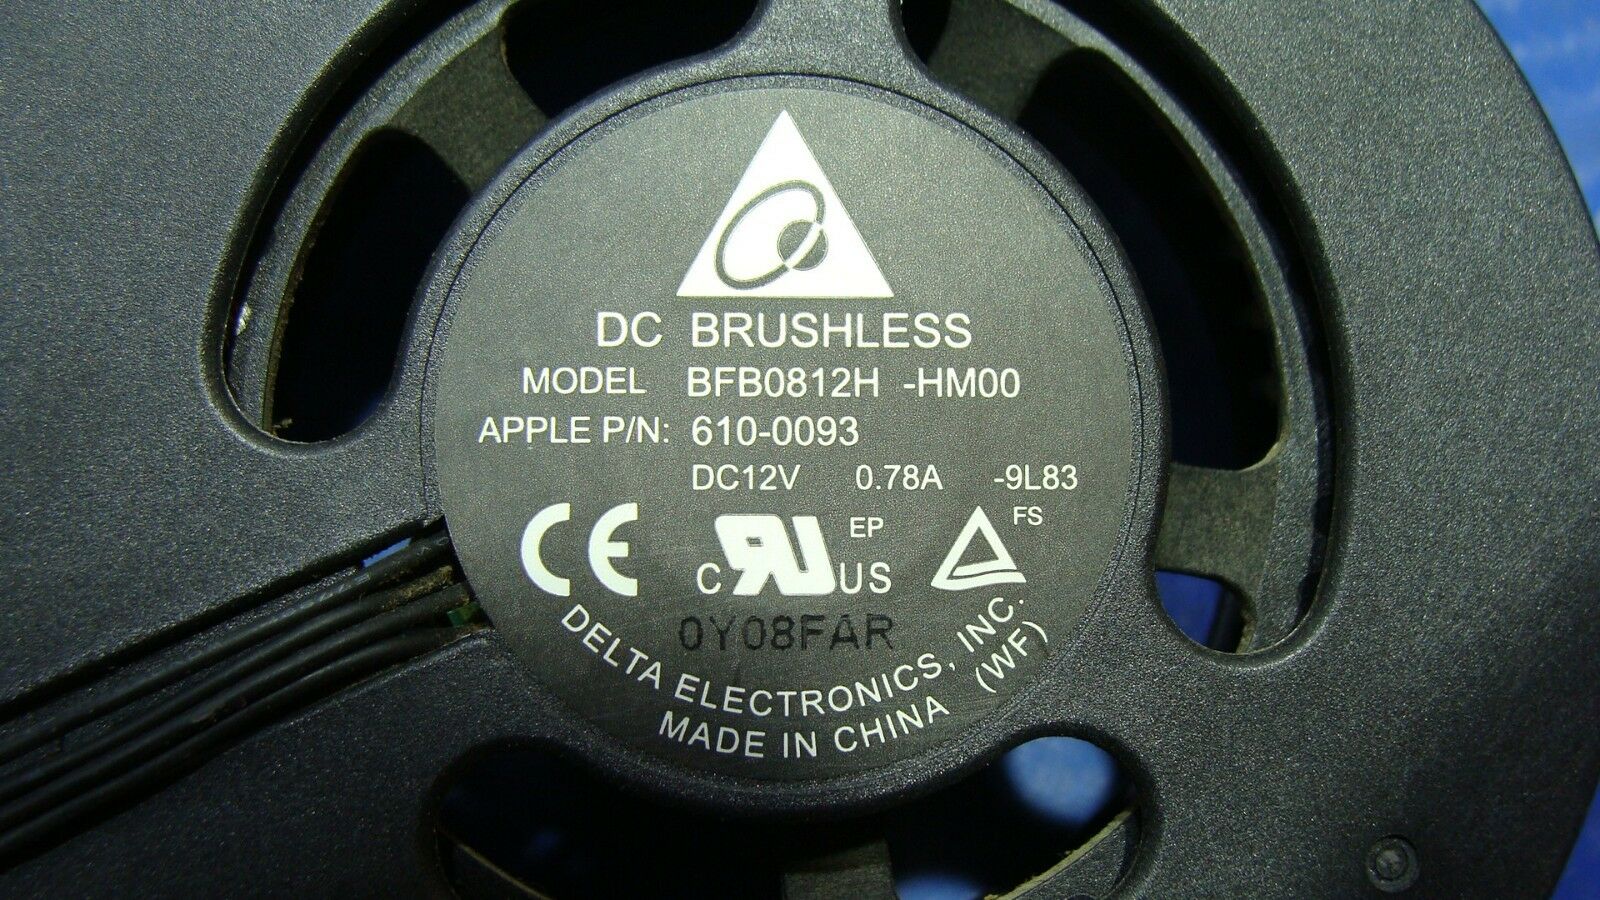 DC BRUSHLESS
MODEL BFB0812H -HM00
APPLE P/N: 610-0093
DC12V 0.78A -9L83
CE C RU US EP FS
0Y08FAR
DELTA ELECTRONICS, INC.
MADE IN CHINA (WF)